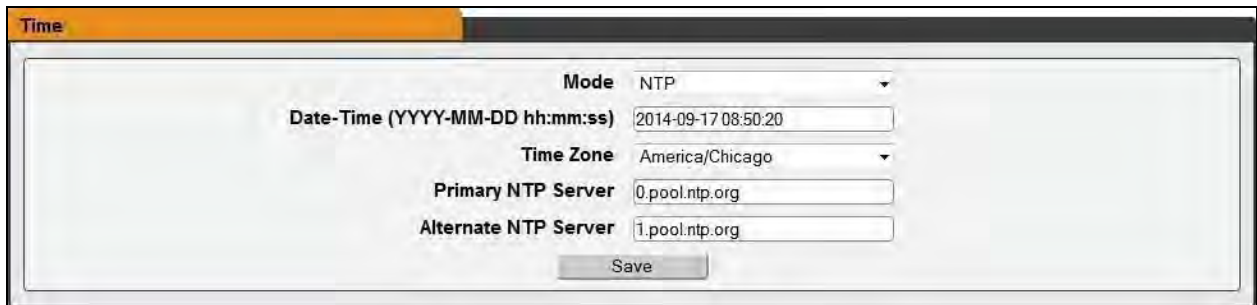 Time
Mode NTP
Date-Time (YYYY-MM-DD hh:mm:ss) 2014-09-17 08:50:20
Time Zone America/Chicago
Primary NTP Server 0.pool.ntp.org
Alternate NTP Server 1.pool.ntp.org
Save